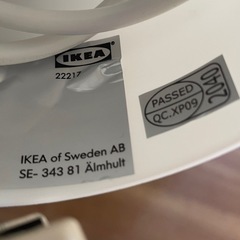 IKEA
22217
IKEA of Sweden AB
SE- 343 81 Älmhult
PASSED
QC.XP09
2040